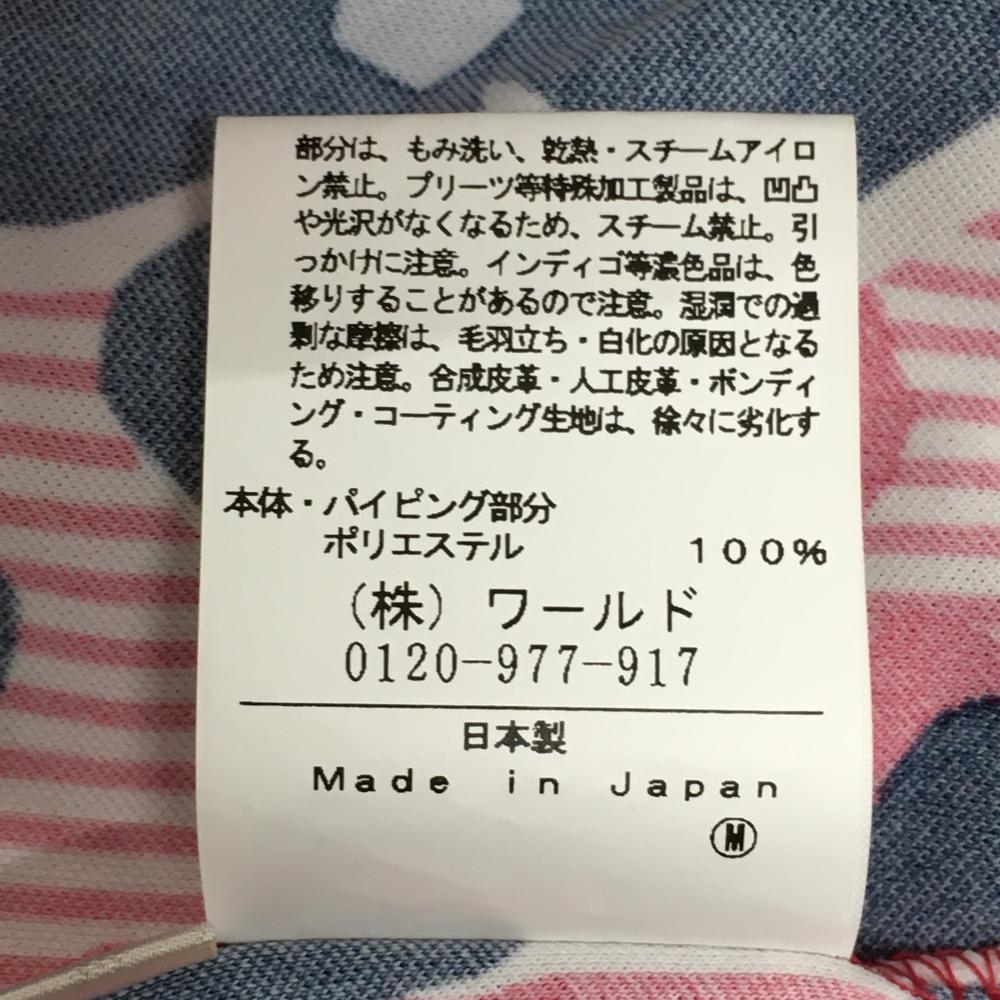 部分は、もみ洗い、乾熱・スチームアイロ
ン禁止。プリーツ等特殊加工製品は、凹凸
や光沢がなくなるため、スチーム禁止。引
っかけに注意。インディゴ等濃色品は、色
移りすることがあるので注意。湿潤での過
剰な摩擦は、毛羽立ち・白化の原因となる
ため注意。合成皮革・人工皮革・ボンディ
ング・コーティング生地は、徐々に劣化す
る。
本体・パイピング部分
ポリエステル 100%
(株) ワールド
0120-977-917
日本製
Made in Japan
Ⓜ